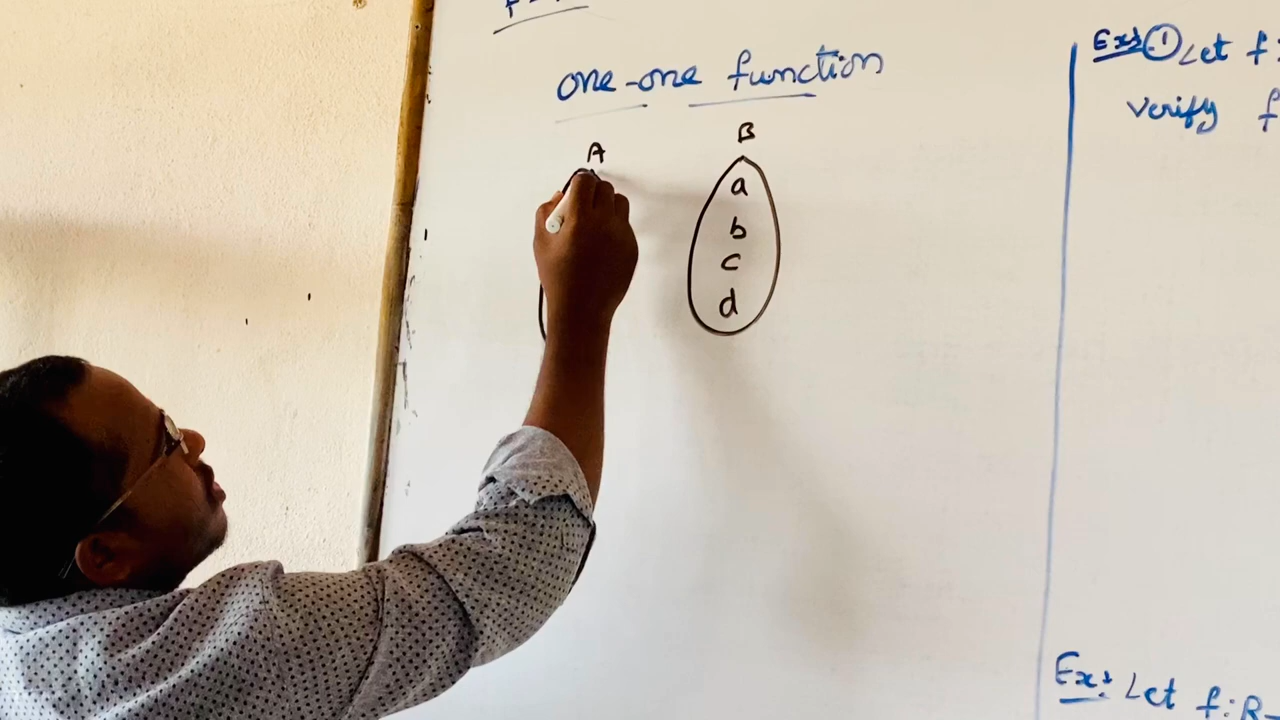 one-one function
A
B
a
b
c
d
Ex:1 Let f:
Verify f
Ex: Let f:R-